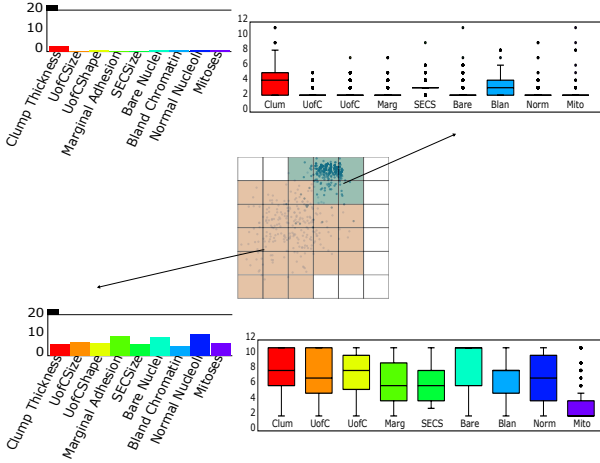 20
10
0
Clump Thickness
UofCSize
UofCShape
Marginal Adhesion
SECSize
Bare Nuclei
Bland Chromatin
Normal Nucleoli
Mitoses
12
10
8
6
4
2
0
Clum UofC UofC Marg SECS Bare Blan Norm Mito
20
10
0
Clump Thickness
UofCSize
UofCShape
Marginal Adhesion
SECSize
Bare Nuclei
Bland Chromatin
Normal Nucleoli
Mitoses
12
10
8
6
4
2
0
Clum UofC UofC Marg SECS Bare Blan Norm Mito